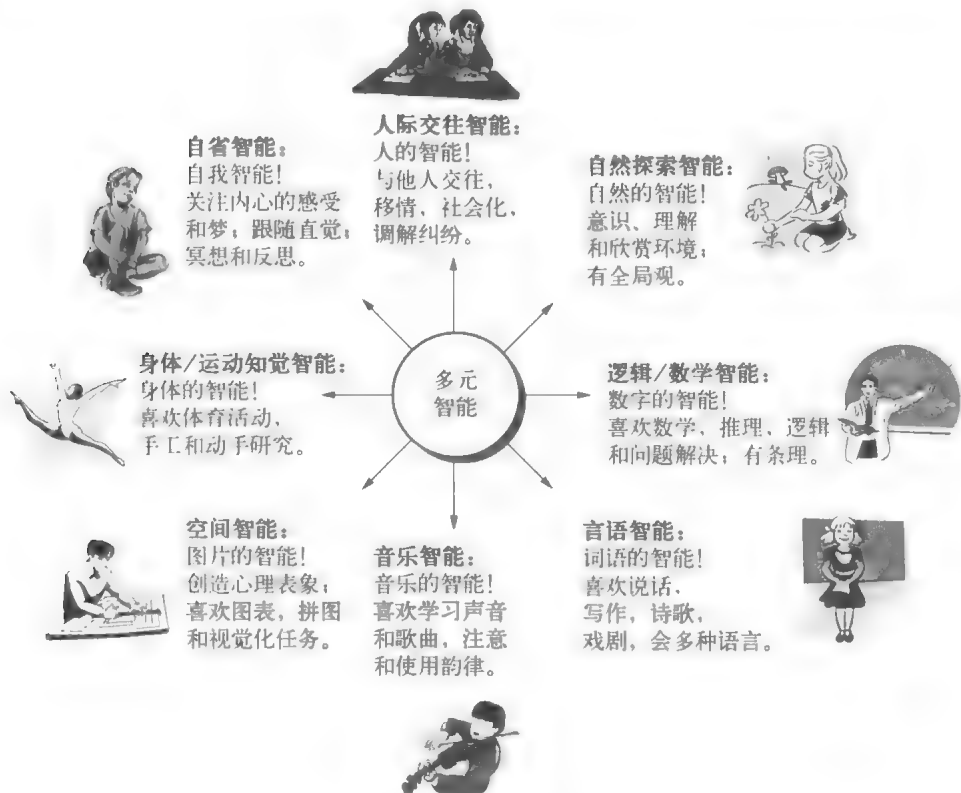 人际交往智能：
人的智能！
与他人交往，
移情，社会化，
调解纠纷。
自省智能：
自我智能！
关注内心的感受
和梦；跟随直觉；
冥想和反思。
自然探索智能：
自然的智能！
意识、理解
和欣赏环境；
有全局观。
身体/运动知觉智能：
身体的智能！
喜欢体育活动，
手工和动手研究。
多元
智能
逻辑/数学智能：
数字的智能！
喜欢数学，推理，逻辑
和问题解决；有条理。
空间智能：
图片的智能！
创造心理表象；
喜欢图表，拼图
和视觉化任务。
音乐智能：
音乐的智能！
喜欢学习声音
和歌曲，注意
和使用韵律。
言语智能：
词语的智能！
喜欢说话，
写作，诗歌，
戏剧，会多种语言。